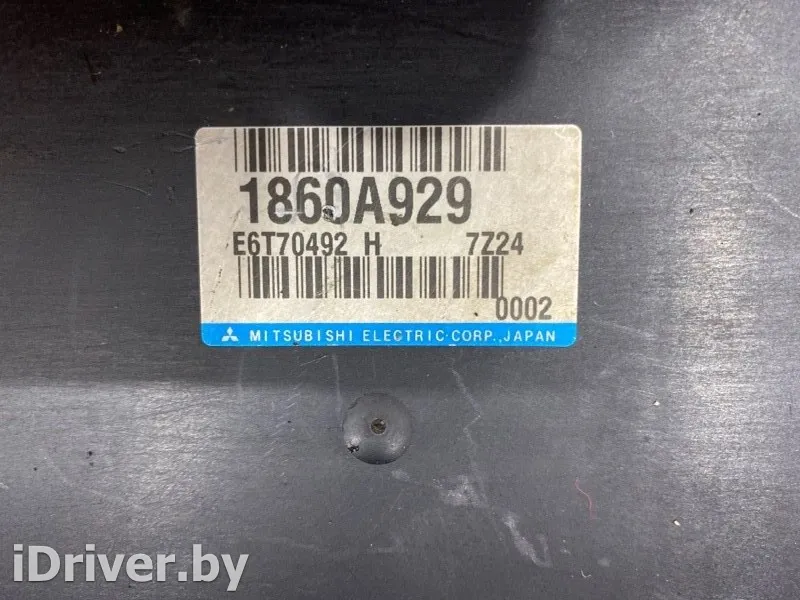 1860A929
E6T70492 H 7Z24
0002
MITSUBISHI ELECTRIC CORP., JAPAN
iDriver.by